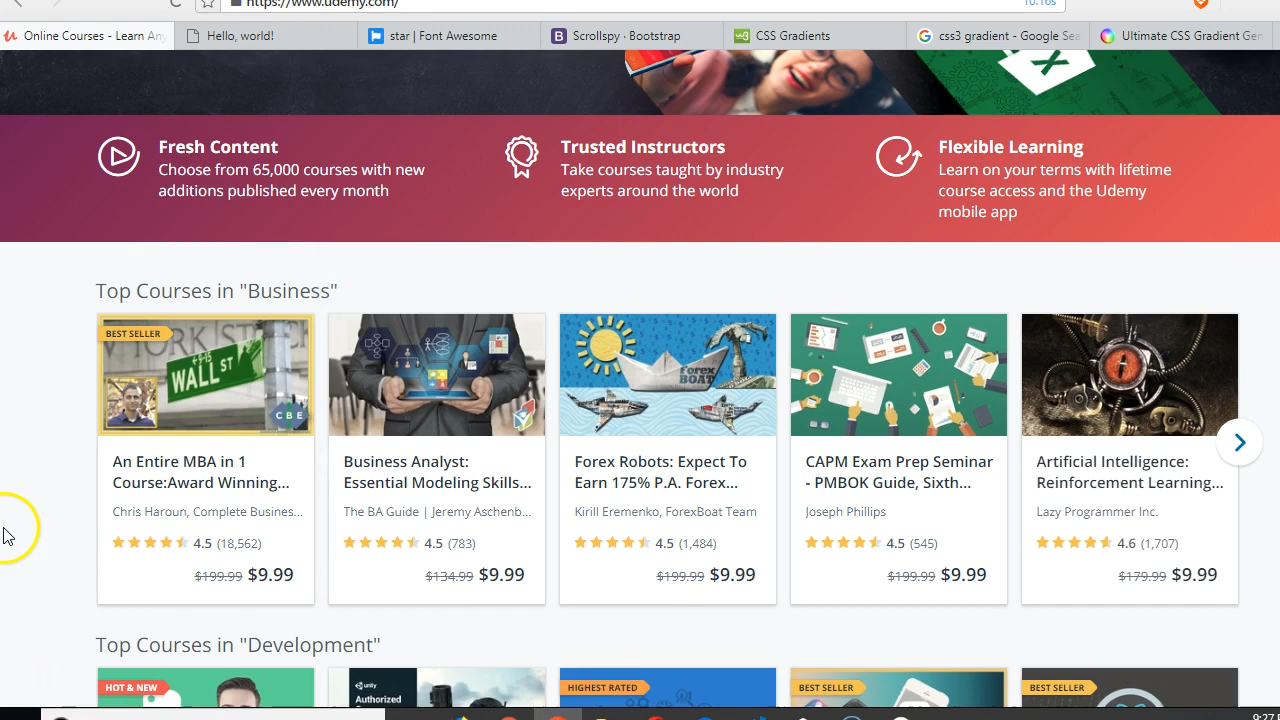 https://www.udemy.com/
10.16s
Online Courses - Learn Any
Hello, world!
star | Font Awesome
Scrollspy · Bootstrap
CSS Gradients
css3 gradient - Google Sea
Ultimate CSS Gradient Gen
Fresh Content
Choose from 65,000 courses with new
additions published every month
Trusted Instructors
Take courses taught by industry
experts around the world
Flexible Learning
Learn on your terms with lifetime
course access and the Udemy
mobile app
Top Courses in "Business"
BEST SELLER
WALL ST
CBE
An Entire MBA in 1
Course:Award Winning...
Chris Haroun, Complete Busines...
4.5 (18,562)
$199.99 $9.99
Business Analyst:
Essential Modeling Skills...
The BA Guide | Jeremy Aschenb...
4.5 (783)
$134.99 $9.99
Forex
BOAT
Forex Robots: Expect To
Earn 175% P.A. Forex...
Kirill Eremenko, ForexBoat Team
4.5 (1,484)
$199.99 $9.99
CAPM Exam Prep Seminar
- PMBOK Guide, Sixth...
Joseph Phillips
4.5 (545)
$199.99 $9.99
Artificial Intelligence:
Reinforcement Learning...
Lazy Programmer Inc.
4.6 (1,707)
$179.99 $9.99
Top Courses in "Development"
HOT & NEW
unity
Authorized
HIGHEST RATED
BEST SELLER
BEST SELLER